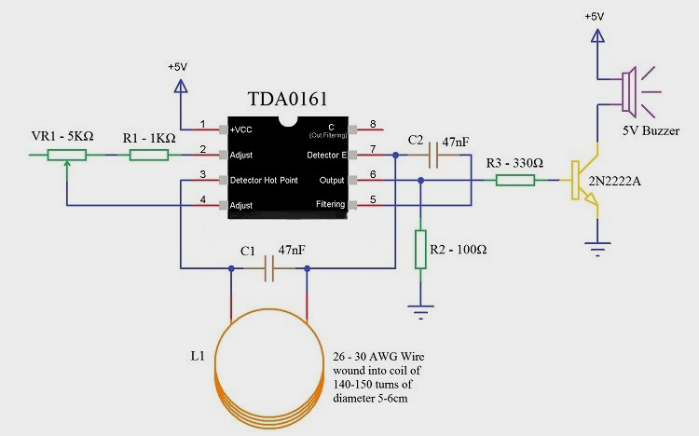 +5V
+5V
TDA0161
5V Buzzer
VR1 - 5KΩ
R1 - 1KΩ
1
+VCC
C
(Out Filtering)
8
2
Adjust
Detector E
7
C2
47nF
3
Detector Hot Point
Output
6
R3 - 330Ω
2N2222A
4
Adjust
Filtering
5
C1
47nF
R2 - 100Ω
L1
26 - 30 AWG Wire
wound into coil of
140-150 turns of
diameter 5-6cm